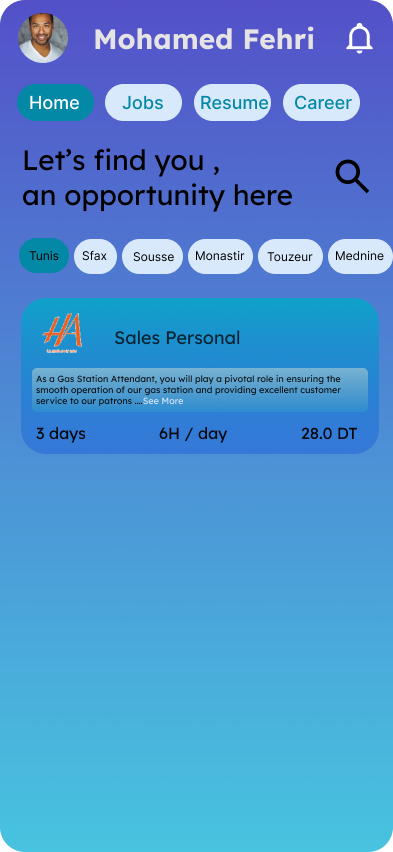 Mohamed Fehri
Home Jobs Resume Career
Let’s find you ,
an opportunity here
Tunis Sfax Sousse Monastir Touzeur Mednine
HA
Sales Personal
As a Gas Station Attendant, you will play a pivotal role in ensuring the
smooth operation of our gas station and providing excellent customer
service to our patrons ... See More
3 days 6H / day 28.0 DT